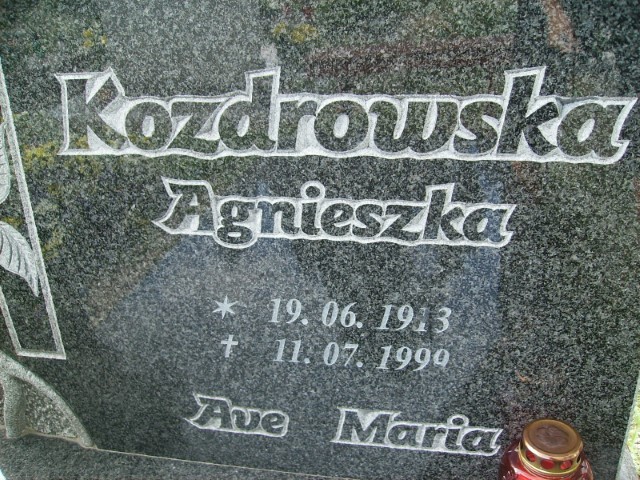 Kozdrowska
Agnieszka
* 19. 06. 1913
† 11. 07. 1999
Ave Maria